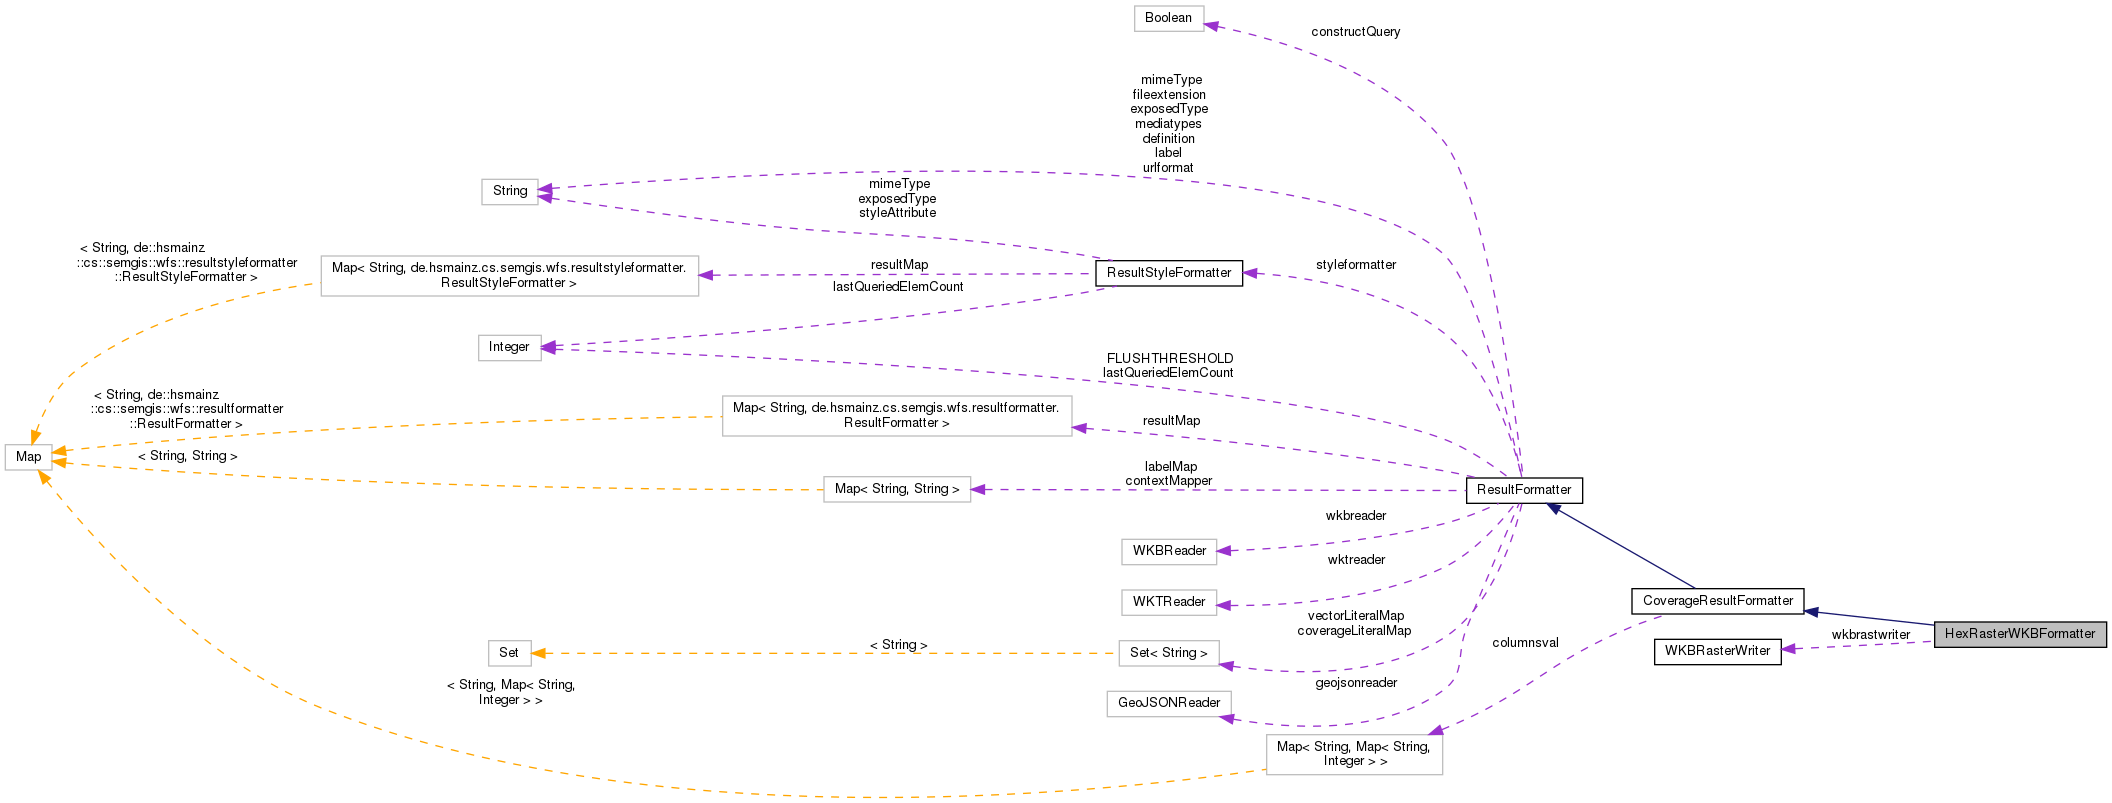 Boolean
constructQuery
mimeType
fileextension
exposedType
mediatypes
definition
label
urlformat
String
mimeType
exposedType
styleAttribute
< String, de::hsmainz
::cs::semgis::wfs::resultstyleformatter
::ResultStyleFormatter >
Map< String, de.hsmainz.cs.semgis.wfs.resultstyleformatter.
ResultStyleFormatter >
resultMap
ResultStyleFormatter
styleformatter
lastQueriedElemCount
Integer
FLUSHTHRESHOLD
lastQueriedElemCount
< String, de::hsmainz
::cs::semgis::wfs::resultformatter
::ResultFormatter >
Map< String, de.hsmainz.cs.semgis.wfs.resultformatter.
ResultFormatter >
resultMap
Map
< String, String >
Map< String, String >
labelMap
contextMapper
ResultFormatter
wkbreader
WKBReader
wktreader
WKTReader
vectorLiteralMap
coverageLiteralMap
CoverageResultFormatter
HexRasterWKBFormatter
wkbrastwriter
WKBRasterWriter
columnsval
Set
< String >
Set< String >
< String, Map< String,
Integer > >
geojsonreader
GeoJSONReader
Map< String, Map< String,
Integer > >